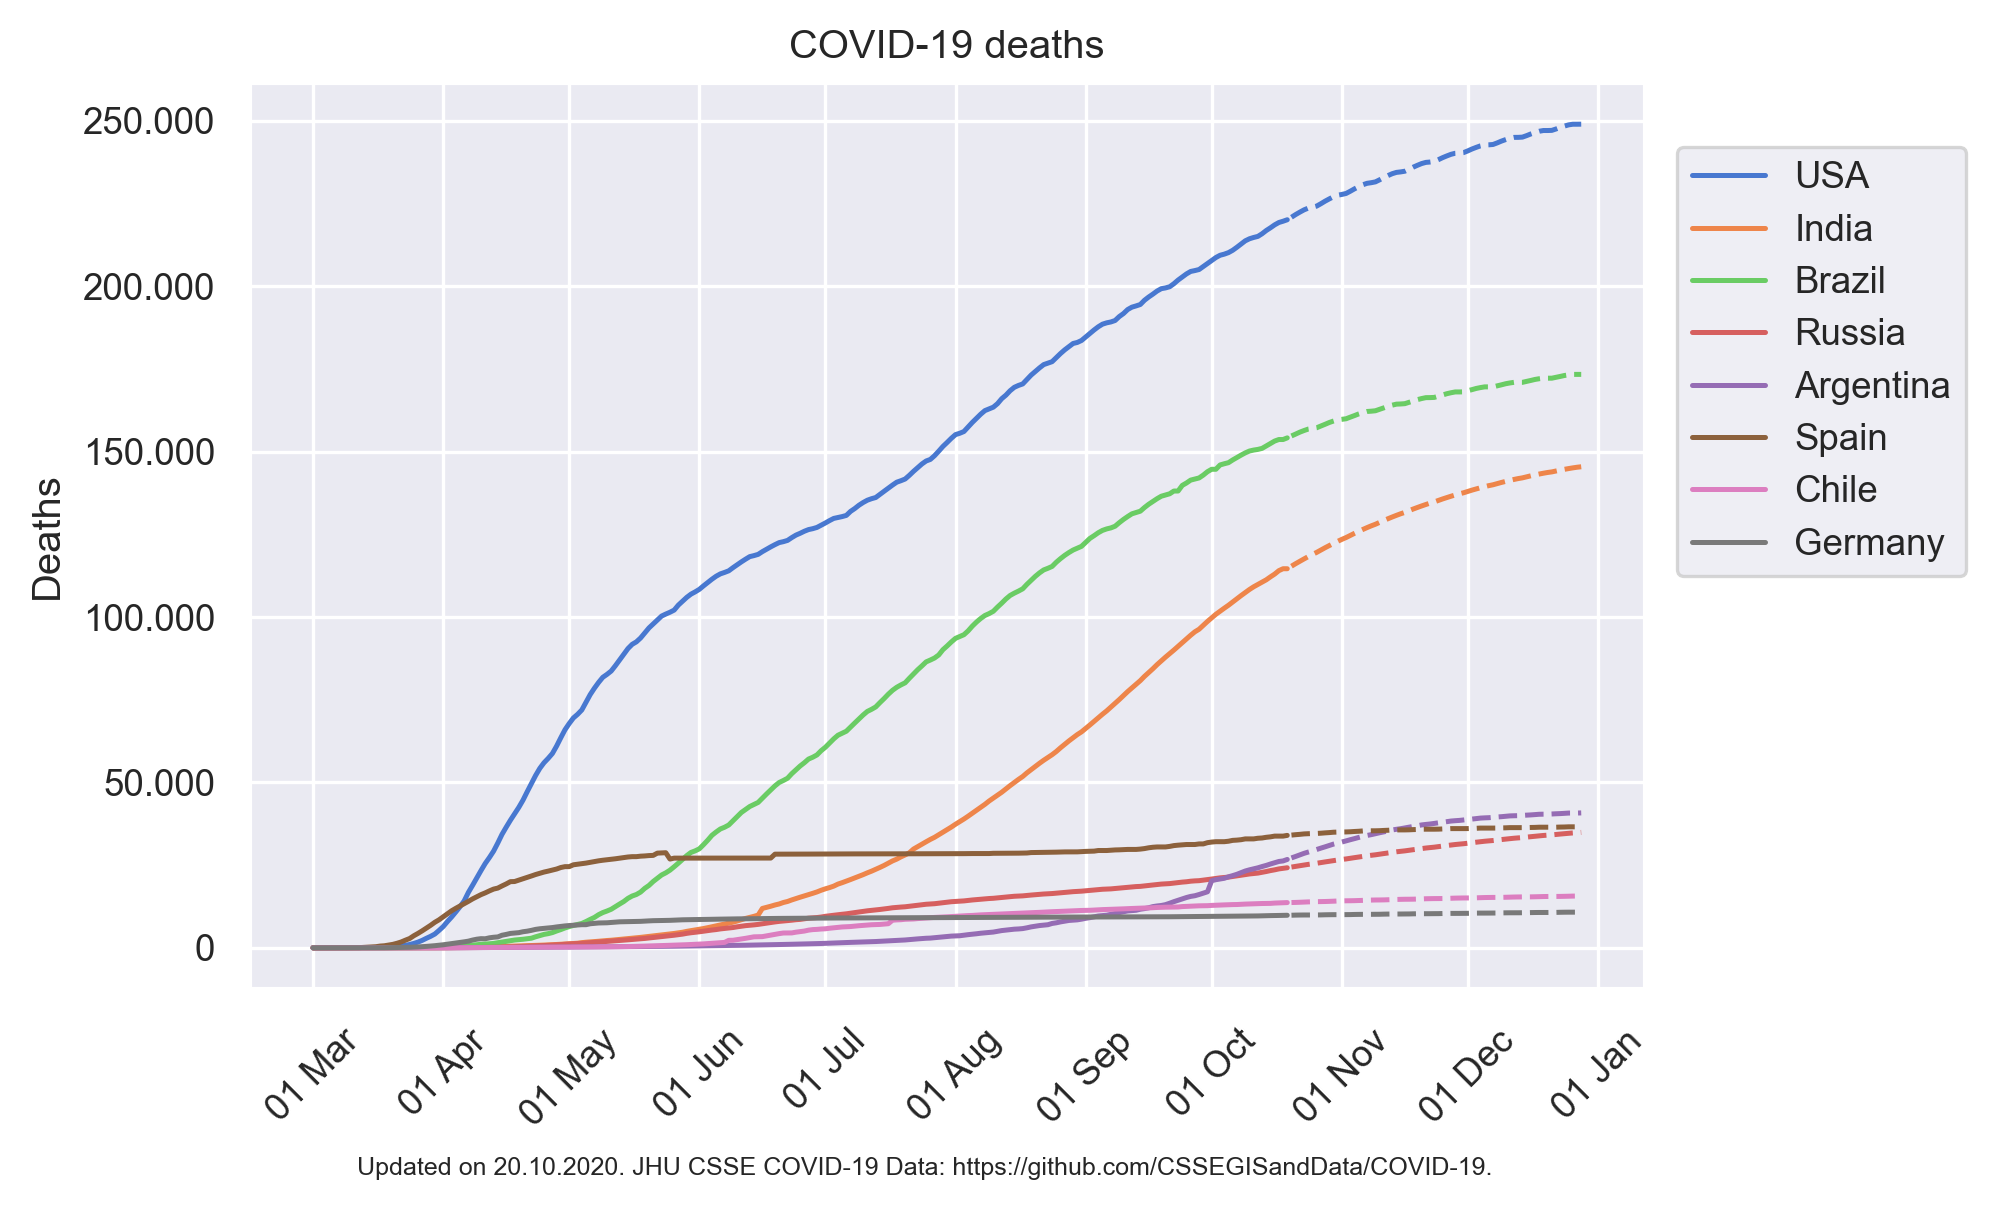 COVID-19 deaths
250.000
200.000
150.000
100.000
50.000
0
Deaths
01 Mar
01 Apr
01 May
01 Jun
01 Jul
01 Aug
01 Sep
01 Oct
01 Nov
01 Dec
01 Jan
USA
India
Brazil
Russia
Argentina
Spain
Chile
Germany
Updated on 20.10.2020. JHU CSSE COVID-19 Data: https://github.com/CSSEGISandData/COVID-19.